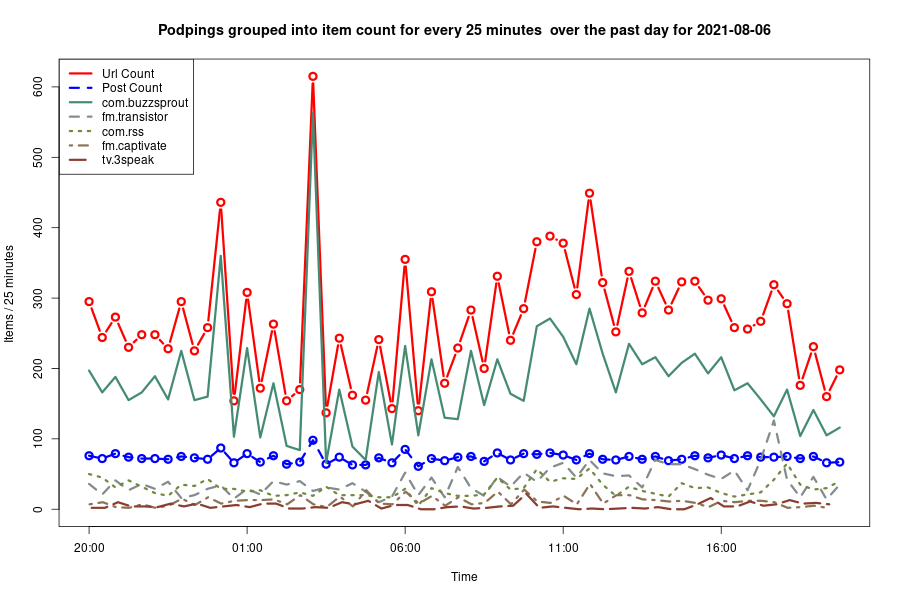 Podpings grouped into item count for every 25 minutes  over the past day for 2021-08-06
Url Count
Post Count
com.buzzsprout
fm.transistor
com.rss
fm.captivate
tv.3speak
Items / 25 minutes
600
500
400
300
200
100
0
20:00 01:00 06:00 11:00 16:00
Time